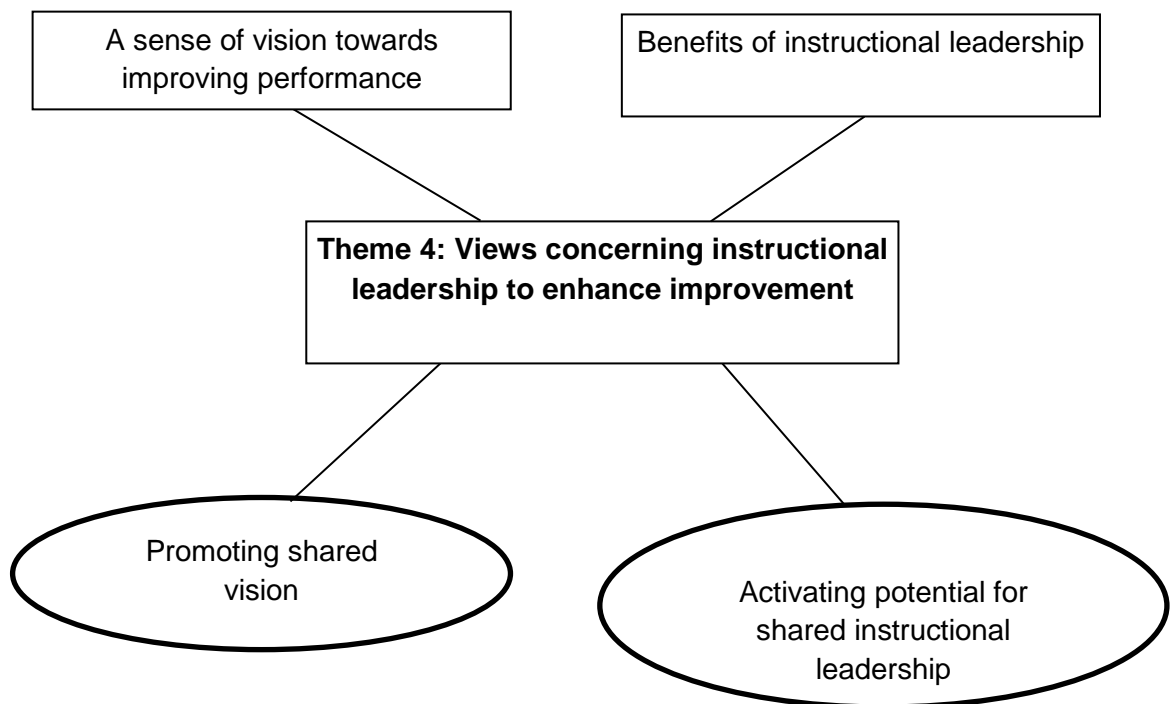 A sense of vision towards
improving performance
Benefits of instructional leadership
Theme 4: Views concerning instructional
leadership to enhance improvement
Promoting shared
vision
Activating potential for
shared instructional
leadership